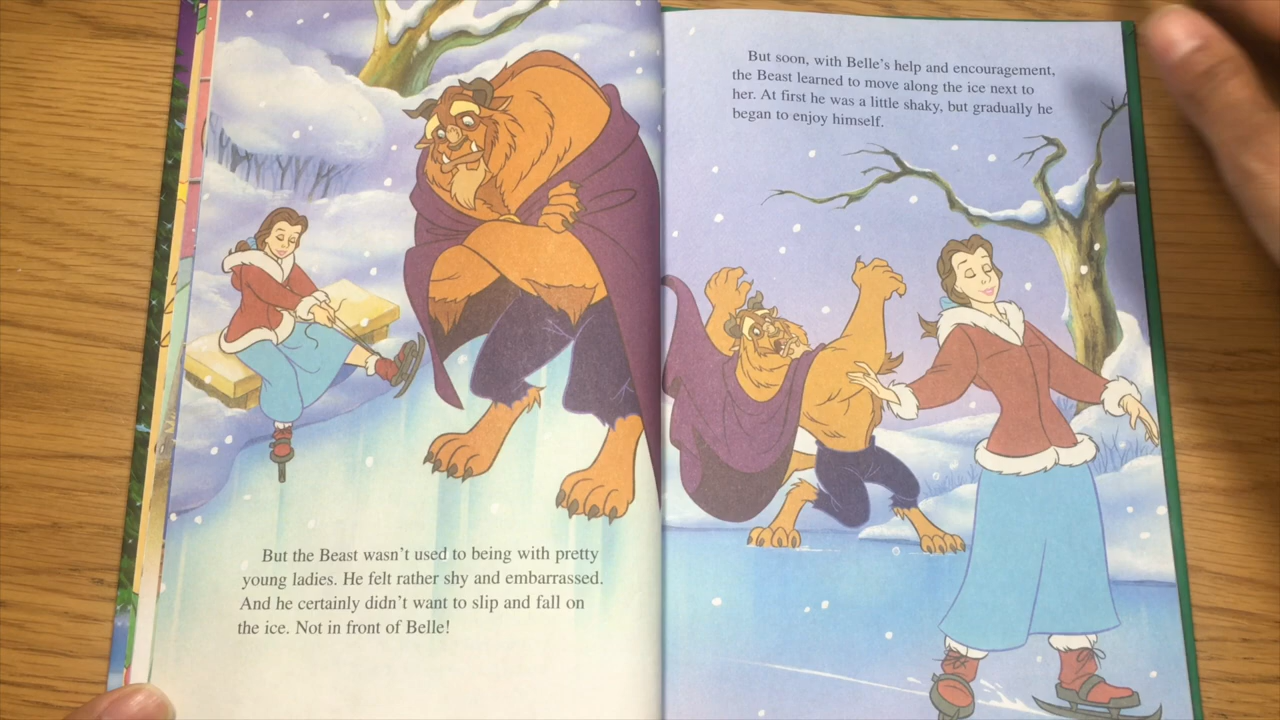 But the Beast wasn't used to being with pretty
young ladies. He felt rather shy and embarrassed.
And he certainly didn't want to slip and fall on
the ice. Not in front of Belle!
But soon, with Belle's help and encouragement,
the Beast learned to move along the ice next to
her. At first he was a little shaky, but gradually he
began to enjoy himself.